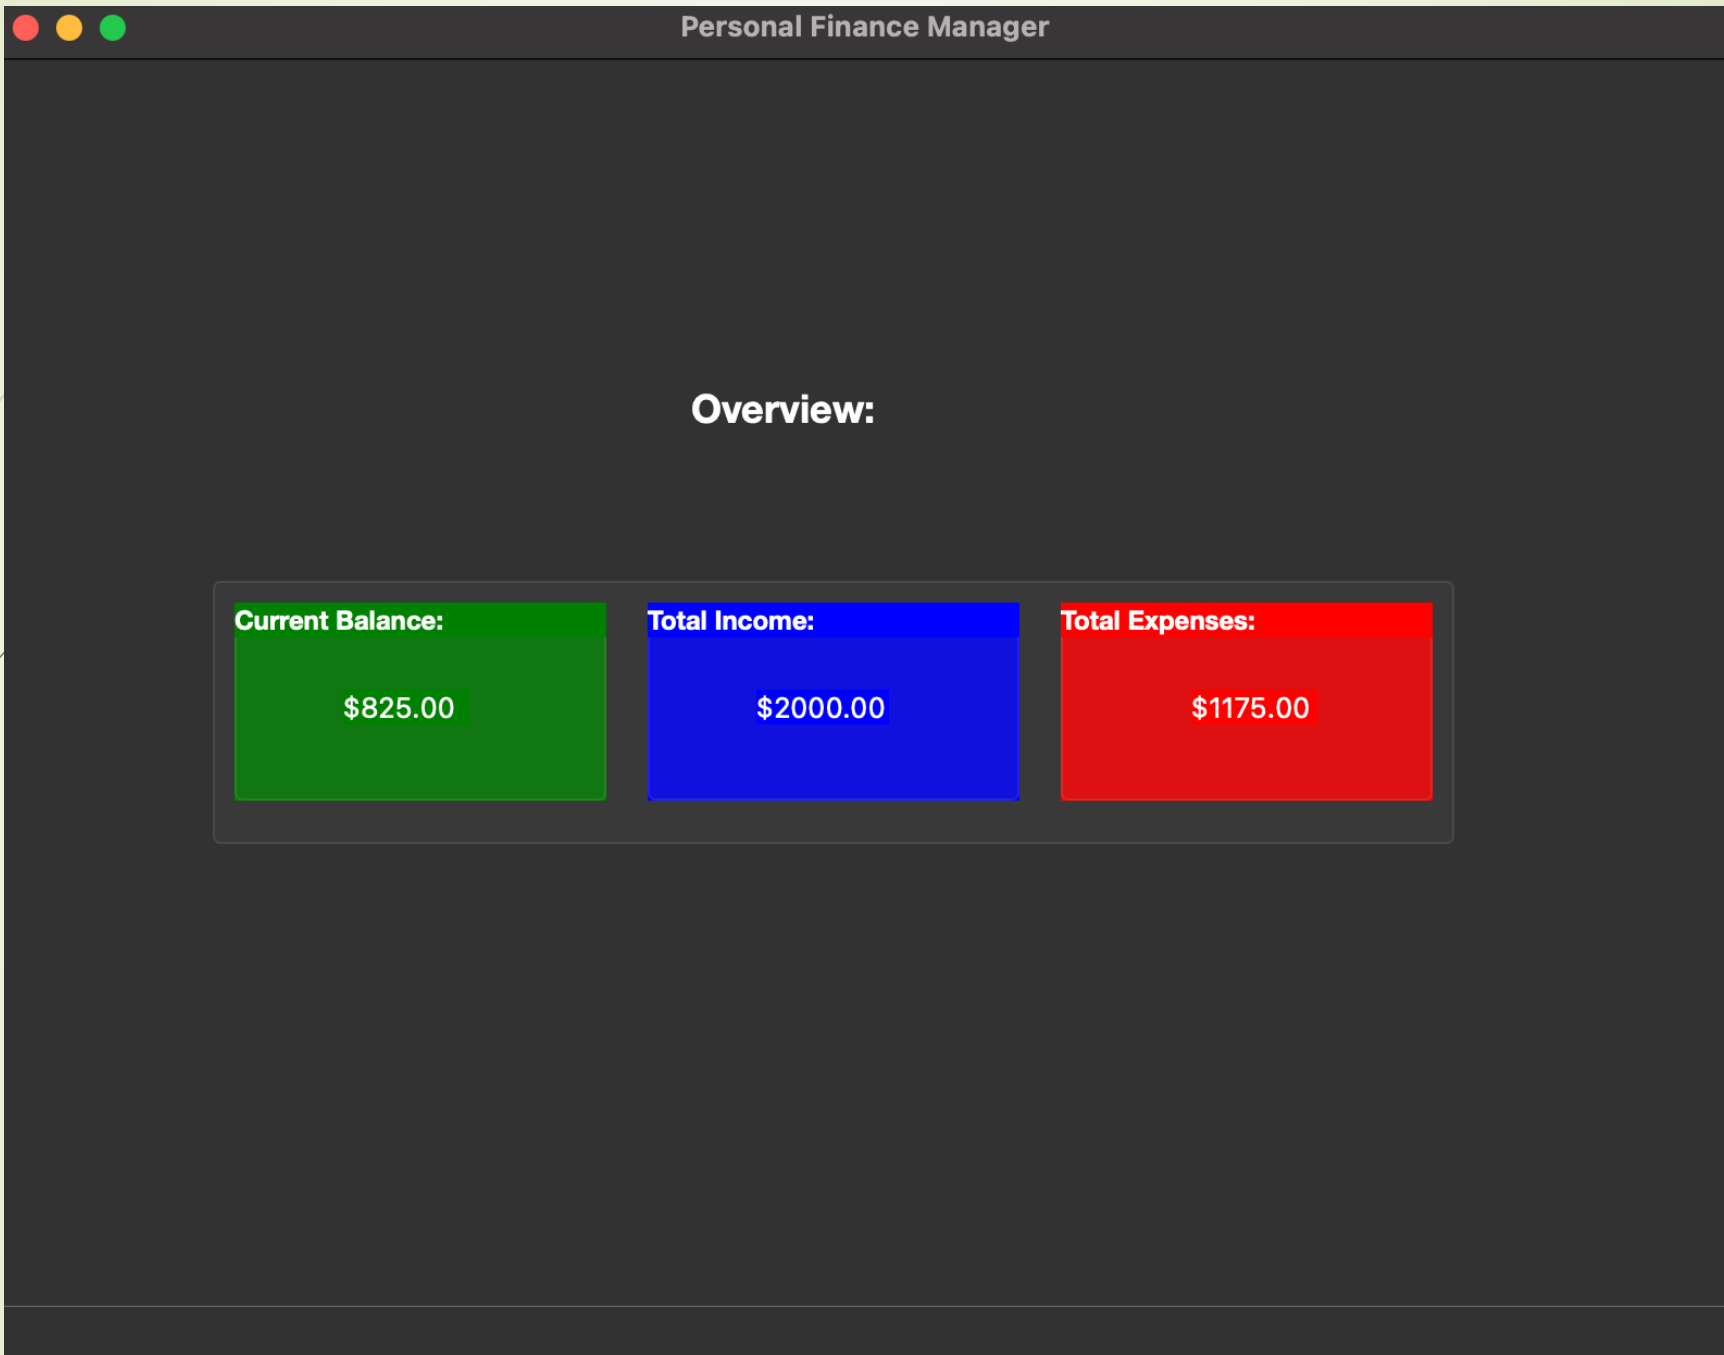 Personal Finance Manager
Overview:
Current Balance: Total Income: Total Expenses:
$825.00 $2000.00 $1175.00